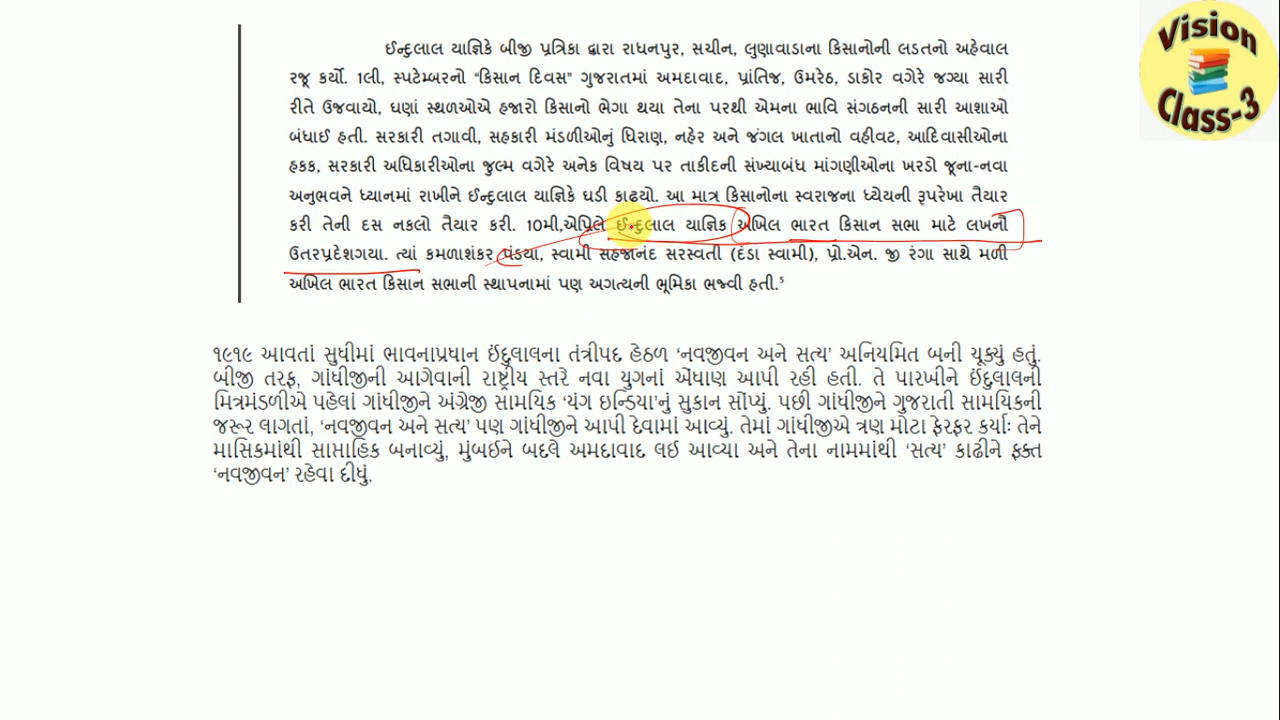 Vision
Class-3
ઈન્દુલાલ યાજ્ઞિકે બીજી પ્રત્રિકા દ્વારા રાધનપુર, સચીન, લુણાવાડાના કિસાનોની લડતનો અહેવાલ
રજૂ કર્યો. 1લી, સ્પટેમ્બરનો "કિસાન દિવસ" ગુજરાતમાં અમદાવાદ, પ્રાંતિજ, ઉમરેઠ, ડાકોર વગેરે જગ્યા સારી
રીતે ઉજવાયો, ઘણાં સ્થળઓએ હજારો કિસાનો ભેગા થયા તેના પરથી એમના ભાવિ સંગઠનની સારી આશાઓ
બંધાઈ હતી. સરકારી તગાવી, સહકારી મંડળીઓનું ધિરાણ, નહેર અને જંગલ ખાતાનો વહીવટ, આદિવાસીઓના
હકક, સરકારી અધિકારીઓના જુલ્મ વગેરે અનેક વિષય પર તાકીદની સંખ્યાબંધ માંગણીઓના ખરડો જૂના-નવા
અનુભવને ધ્યાનમાં રાખીને ઈન્દુલાલ યાજ્ઞિકે ઘડી કાઢયો. આ માત્ર કિસાનોના સ્વરાજના ધ્યેયની રૂપરેખા તૈયાર
કરી તેની દસ નકલો તૈયાર કરી. 10મી,એપ્રિલે ઈન્દુલાલ યાજ્ઞિક અખિલ ભારત કિસાન સભા માટે લખનૌ
ઉતરપ્રદેશગયા. ત્યાં કમળાશંકર પંડયા, સ્વામી સહજાનંદ સરસ્વતી (દંડા સ્વામી), પ્રો.એન. જી રંગા સાથે મળી
અખિલ ભારત કિસાન સભાની સ્થાપનામાં પણ અગત્યની ભૂમિકા ભજવી હતી.⁵
૧૯૧૯ આવતાં સુધીમાં ભાવનાપ્રધાન ઈંદુલાલના તંત્રીપદ હેઠળ 'નવજીવન અને સત્ય' અનિયમિત બની ચૂક્યું હતું.
બીજી તરફ, ગાંધીજીની આગેવાની રાષ્ટ્રીય સ્તરે નવા યુગનાં એંધાણ આપી રહી હતી. તે પારખીને ઈંદુલાલની
મિત્રમંડળીએ પહેલાં ગાંધીજીને અંગ્રેજી સામયિક 'યંગ ઇન્ડિયા'નું સુકાન સોંપ્યું. પછી ગાંધીજીને ગુજરાતી સામયિકની
જરૂર લાગતાં, 'નવજીવન અને સત્ય' પણ ગાંધીજીને આપી દેવામાં આવ્યું. તેમાં ગાંધીજીએ ત્રણ મોટા ફેરફર કર્યાઃ તેને
માસિકમાંથી સાપ્તાહિક બનાવ્યું, મુંબઈને બદલે અમદાવાદ લઈ આવ્યા અને તેના નામમાંથી 'સત્ય' કાઢીને ફક્ત
'નવજીવન' રહેવા દીધું.